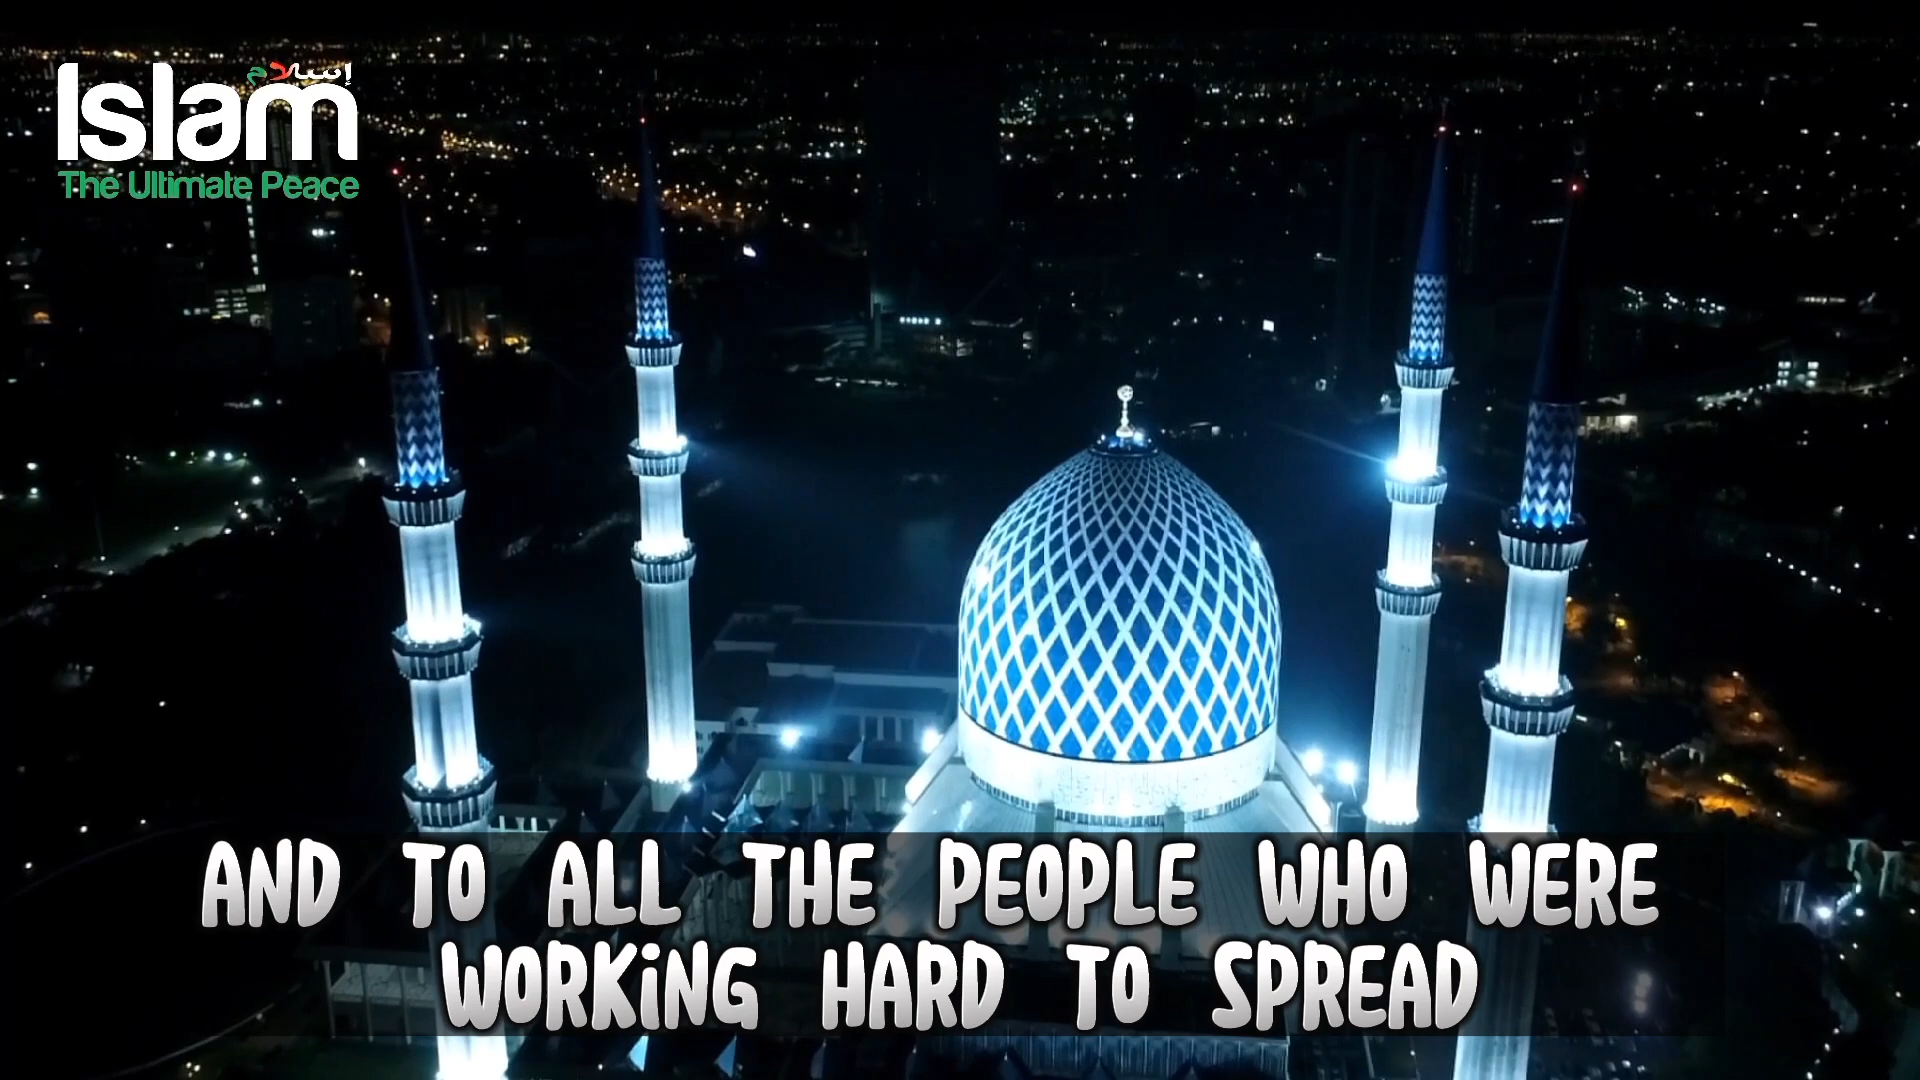 إسلام
Islam
The Ultimate Peace
AND TO ALL THE PEOPLE WHO WERE
WORKING HARD TO SPREAD